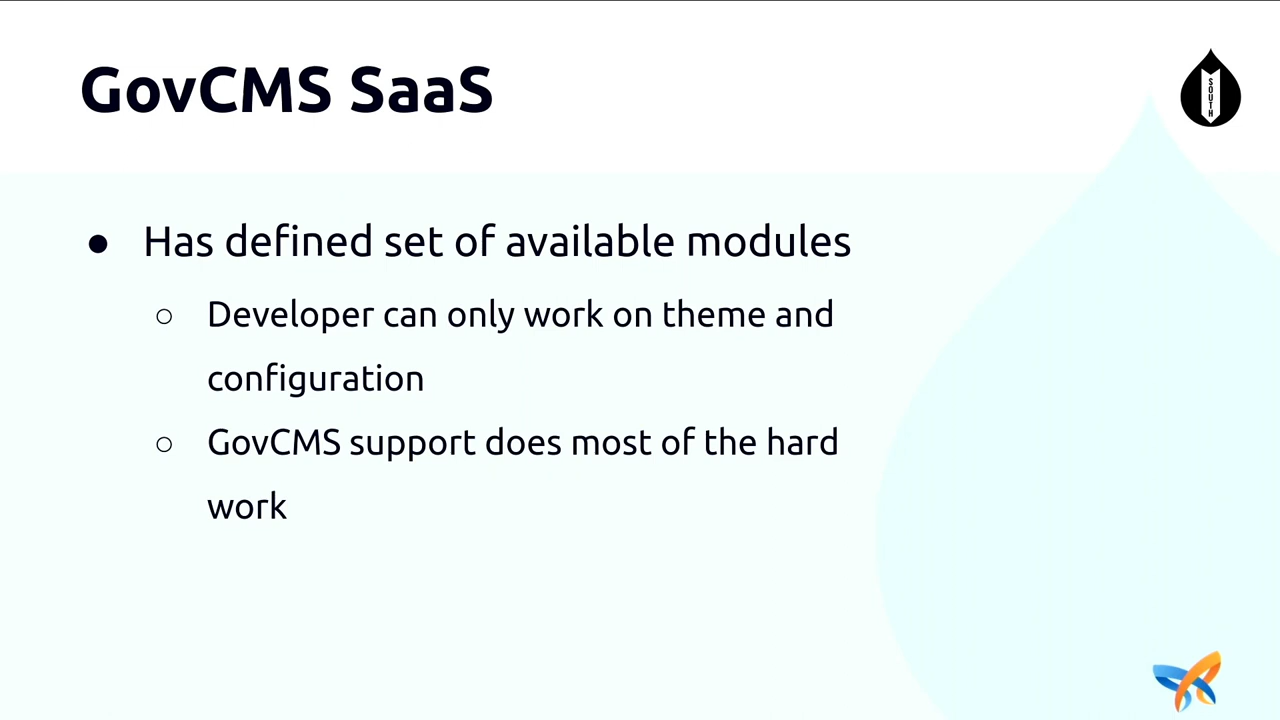 GovCMS SaaS
SOUTH
● Has defined set of available modules
○ Developer can only work on theme and
configuration
○ GovCMS support does most of the hard
work